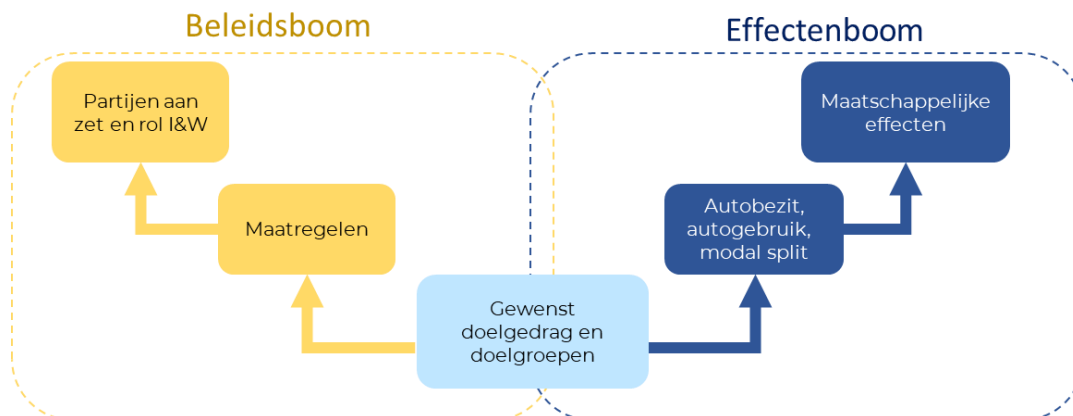 Beleidsboom
Effectenboom
Partijen aan
zet en rol I&W
Maatschappelijke
effecten
Maatregelen
Autobezit,
autogebruik,
modal split
Gewenst
doelgedrag en
doelgroepen